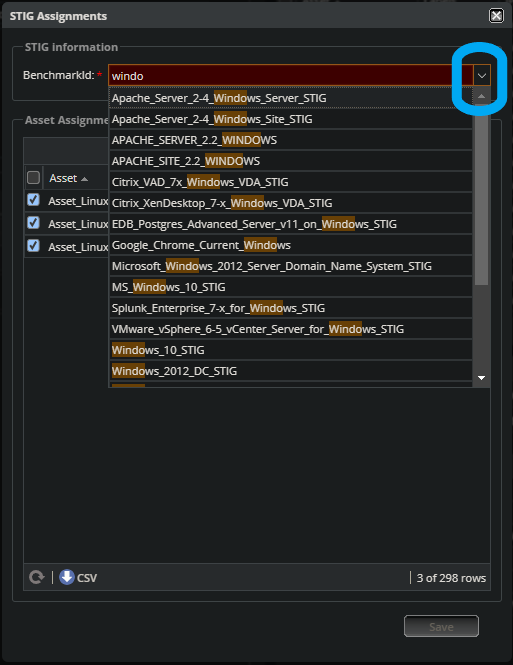 STIG Assignments
STIG information
BenchmarkId: * windo
Apache_Server_2-4_Windows_Server_STIG
Apache_Server_2-4_Windows_Site_STIG
APACHE_SERVER_2.2_WINDOWS
APACHE_SITE_2.2_WINDOWS
Citrix_VAD_7x_Windows_VDA_STIG
Citrix_XenDesktop_7-x_Windows_VDA_STIG
EDB_Postgres_Advanced_Server_v11_on_Windows_STIG
Google_Chrome_Current_Windows
Microsoft_Windows_2012_Server_Domain_Name_System_STIG
MS_Windows_10_STIG
Splunk_Enterprise_7-x_for_Windows_STIG
VMware_vSphere_6-5_vCenter_Server_for_Windows_STIG
Windows_10_STIG
Windows_2012_DC_STIG
Asset Assignme
Asset
Asset_Linux
Asset_Linux
Asset_Linux
CSV
3 of 298 rows
Save